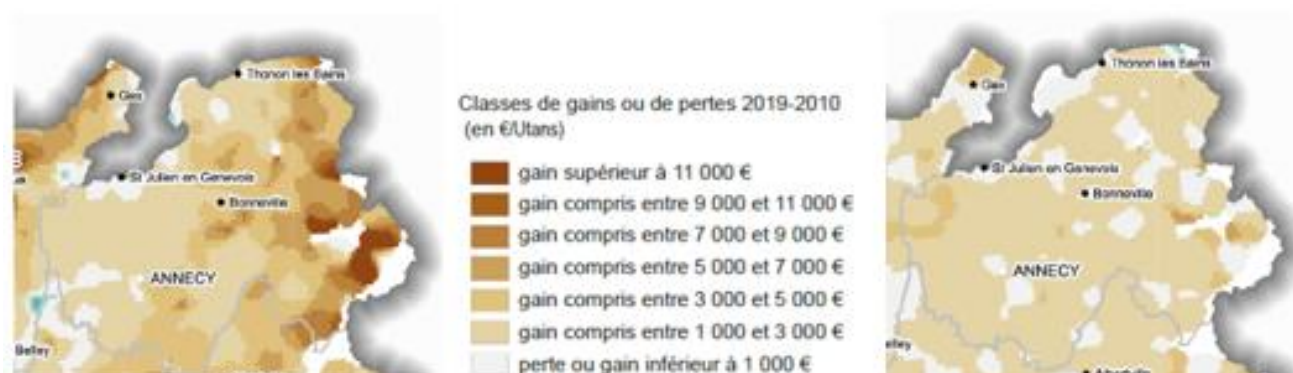 Thonon les Bains
Gex
St Julien en Genevois
Bonneville
ANNECY
Belley
Classes de gains ou de pertes 2019-2010
(en €/Utans)
gain supérieur à 11 000 €
gain compris entre 9 000 et 11 000 €
gain compris entre 7 000 et 9 000 €
gain compris entre 5 000 et 7 000 €
gain compris entre 3 000 et 5 000 €
gain compris entre 1 000 et 3 000 €
perte ou gain inférieur à 1 000 €
Thonon les Bains
Gex
St Julien en Genevois
Bonneville
ANNECY
elley
Albertville